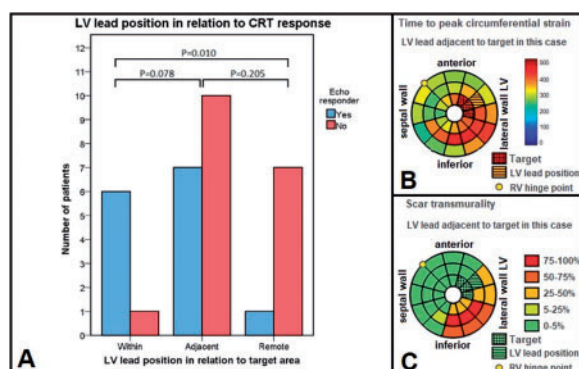 LV lead position in relation to CRT response
P=0.010
P=0.078
P=0.205
Echo
responder
Yes
No
Number of patients
12
11
10
9
8
7
6
5
4
3
2
1
0
Within
Adjacent
Remote
LV lead position in relation to target area
A
Time to peak circumferential strain
LV lead adjacent to target in this case
anterior
septal wall
lateral wall LV
inferior
500
400
300
200
100
0
Target
LV lead position
RV hinge point
B
Scar transmurality
LV lead adjacent to target in this case
anterior
septal wall
lateral wall LV
inferior
75-100%
50-75%
25-50%
5-25%
0-5%
Target
LV lead position
RV hinge point
C